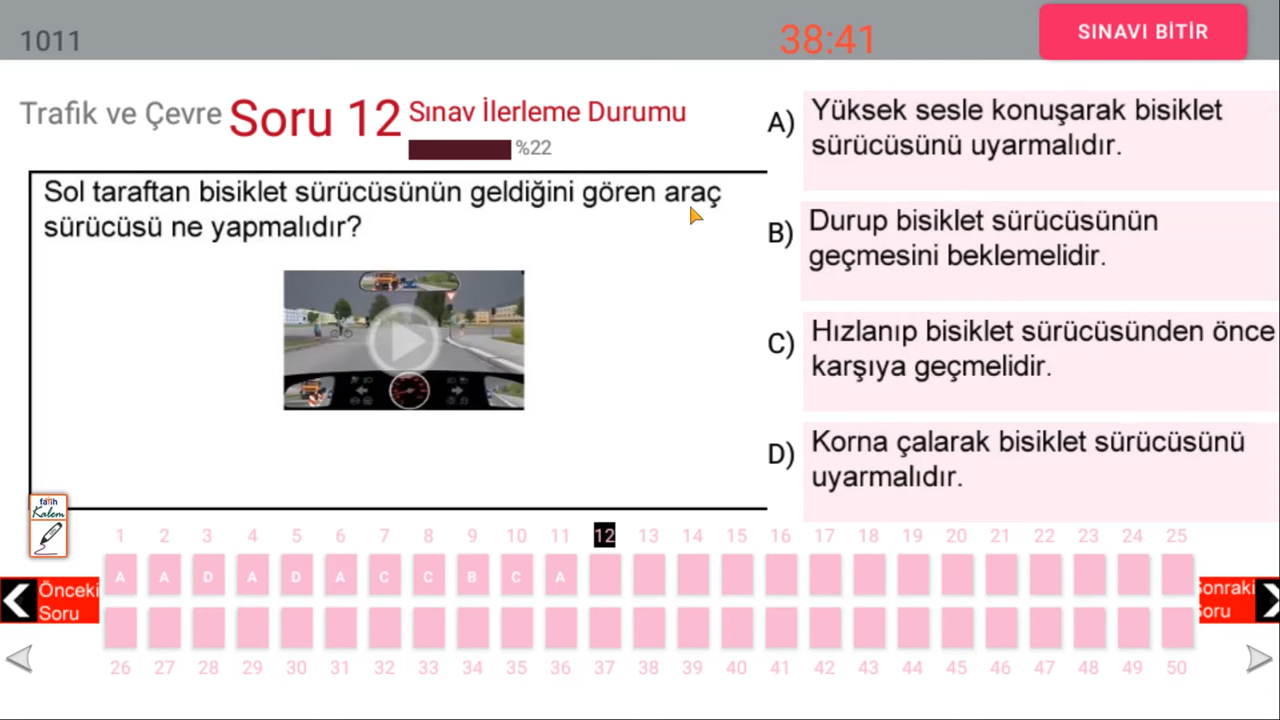 1011
38:41
SINAVI BİTİR
Trafik ve Çevre
Soru 12
Sınav İlerleme Durumu
%22
Sol taraftan bisiklet sürücüsünün geldiğini gören araç
sürücüsü ne yapmalıdır?
A) Yüksek sesle konuşarak bisiklet
sürücüsünü uyarmalıdır.
B) Durup bisiklet sürücüsünün
geçmesini beklemelidir.
C) Hızlanıp bisiklet sürücüsünden önce
karşıya geçmelidir.
D) Korna çalarak bisiklet sürücüsünü
uyarmalıdır.
fatih
Kalem
1 2 3 4 5 6 7 8 9 10 11 12 13 14 15 16 17 18 19 20 21 22 23 24 25
A A D A D A C C B C A
Önceki
Soru
Sonraki
Soru
26 27 28 29 30 31 32 33 34 35 36 37 38 39 40 41 42 43 44 45 46 47 48 49 50